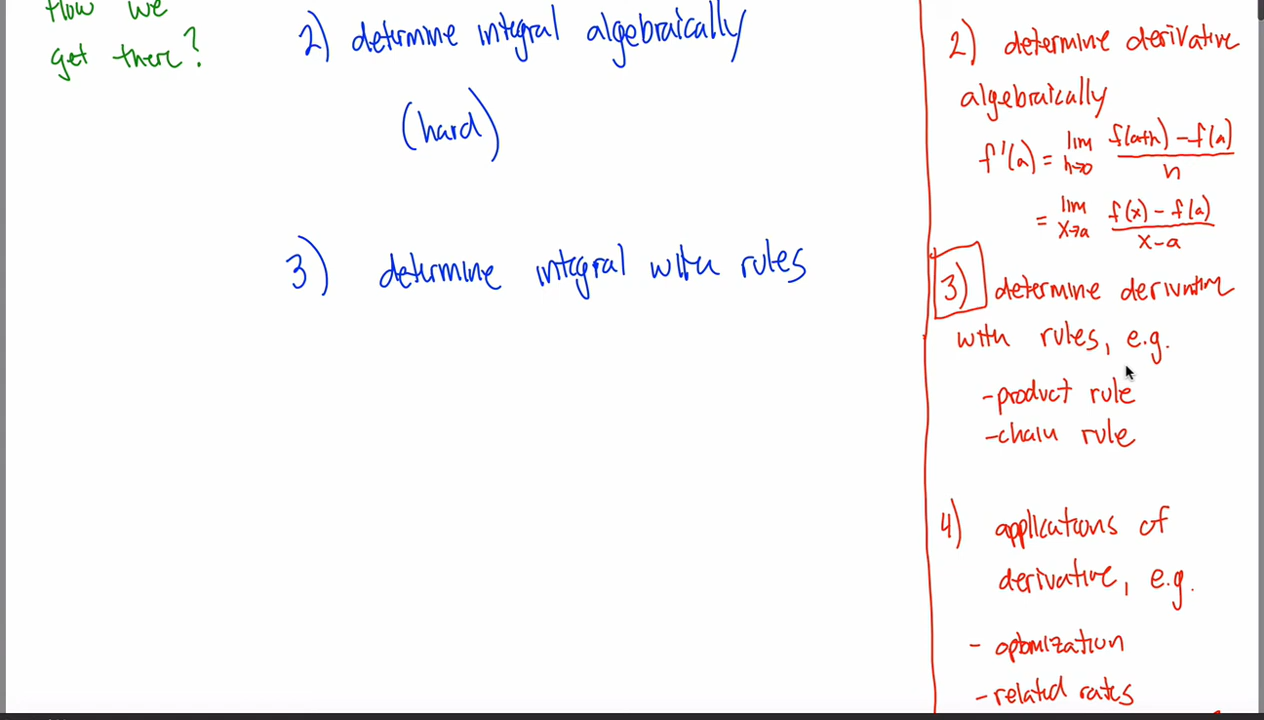 How we
get there?
2) determine integral algebraically
(hard)
3) determine integral with rules
2) determine derivative
algebraically
f'(a) = lim h→0 f(a+h) - f(a) / h
= lim x→a f(x) - f(a) / x - a
3) determine derivative
with rules, e.g.
- product rule
- chain rule
4) applications of
derivative, e.g.
- optimization
- related rates